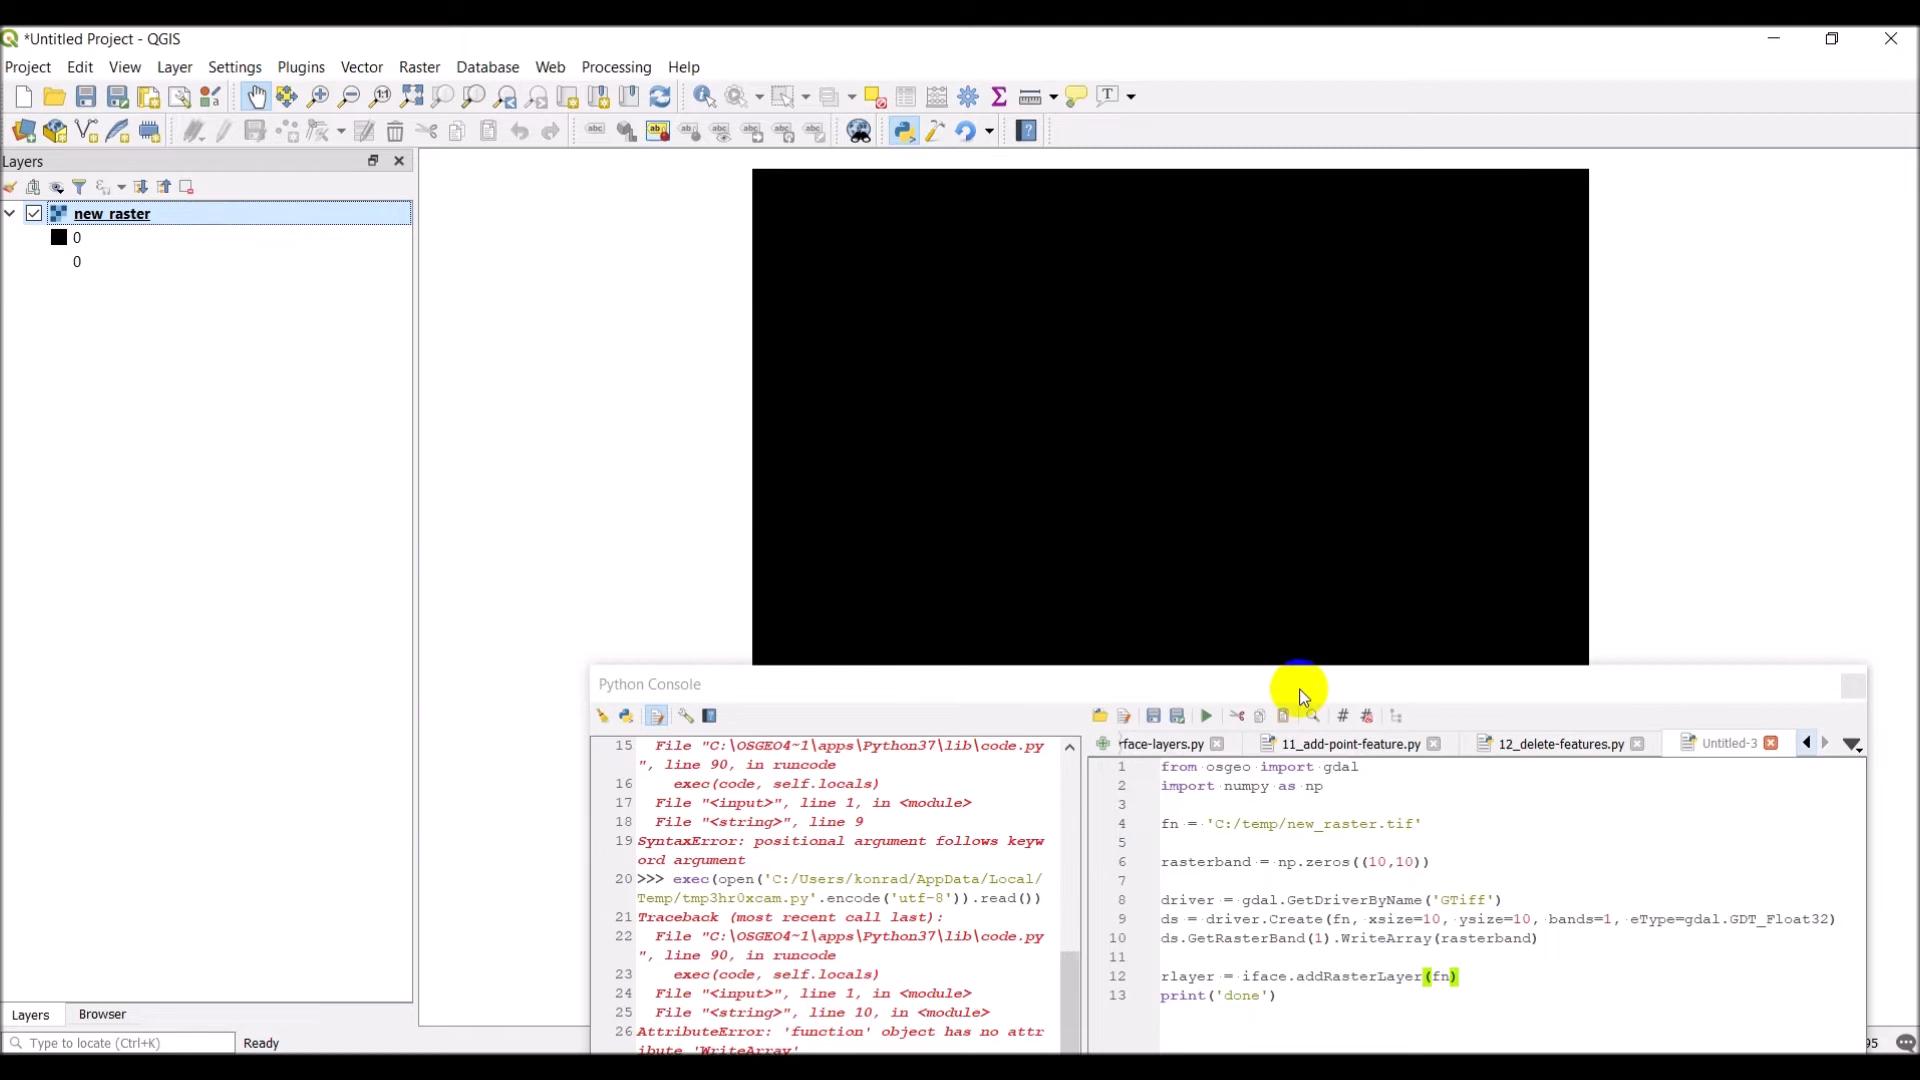 *Untitled Project - QGIS
Project Edit View Layer Settings Plugins Vector Raster Database Web Processing Help
Layers
new_raster
0
0
Python Console
15 File "C:\OSGEO4~1\apps\Python37\lib\code.py
", line 90, in runcode
16 exec(code, self.locals)
17 File "<input>", line 1, in <module>
18 File "<string>", line 9
19 SyntaxError: positional argument follows keyw
ord argument
20 >>> exec(open('C:/Users/konrad/AppData/Local/
Temp/tmp3hr0xcam.py'.encode('utf-8')).read())
21 Traceback (most recent call last):
22 File "C:\OSGEO4~1\apps\Python37\lib\code.py
", line 90, in runcode
23 exec(code, self.locals)
24 File "<input>", line 1, in <module>
25 File "<string>", line 10, in <module>
26 AttributeError: 'function' object has no attr
ibute 'WriteArray'
rface-layers.py 11_add-point-feature.py 12_delete-features.py Untitled-3
1 from osgeo import gdal
2 import numpy as np
3
4 fn = 'C:/temp/new_raster.tif'
5
6 rasterband = np.zeros((10,10))
7
8 driver = gdal.GetDriverByName('GTiff')
9 ds = driver.Create(fn, xsize=10, ysize=10, bands=1, eType=gdal.GDT_Float32)
10 ds.GetRasterBand(1).WriteArray(rasterband)
11
12 rlayer = iface.addRasterLayer(fn)
13 print('done')
Layers Browser
Type to locate (Ctrl+K) Ready
95